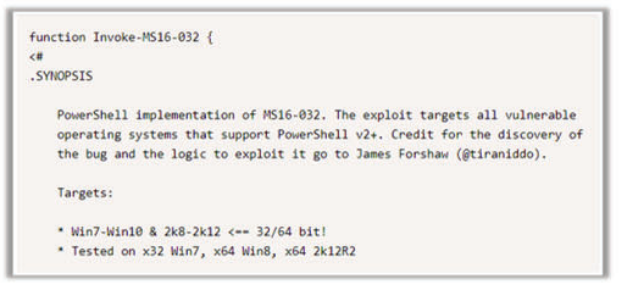 function Invoke-MS16-032 {
<#
.SYNOPSIS
PowerShell implementation of MS16-032. The exploit targets all vulnerable
operating systems that support PowerShell v2+. Credit for the discovery of
the bug and the logic to exploit it go to James Forshaw (@tiraniddo).
Targets:
* Win7-Win10 & 2k8-2k12 <== 32/64 bit!
* Tested on x32 Win7, x64 Win8, x64 2k12R2